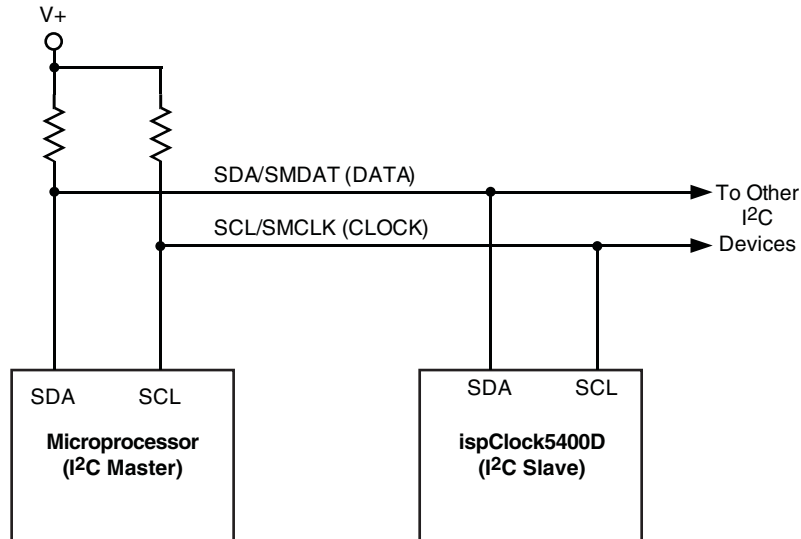 V+
SDA/SMDAT (DATA)
To Other
I2C
SCL/SMCLK (CLOCK)
Devices
SDA SCL
SDA SCL
Microprocessor
(I2C Master)
ispClock5400D
(I2C Slave)